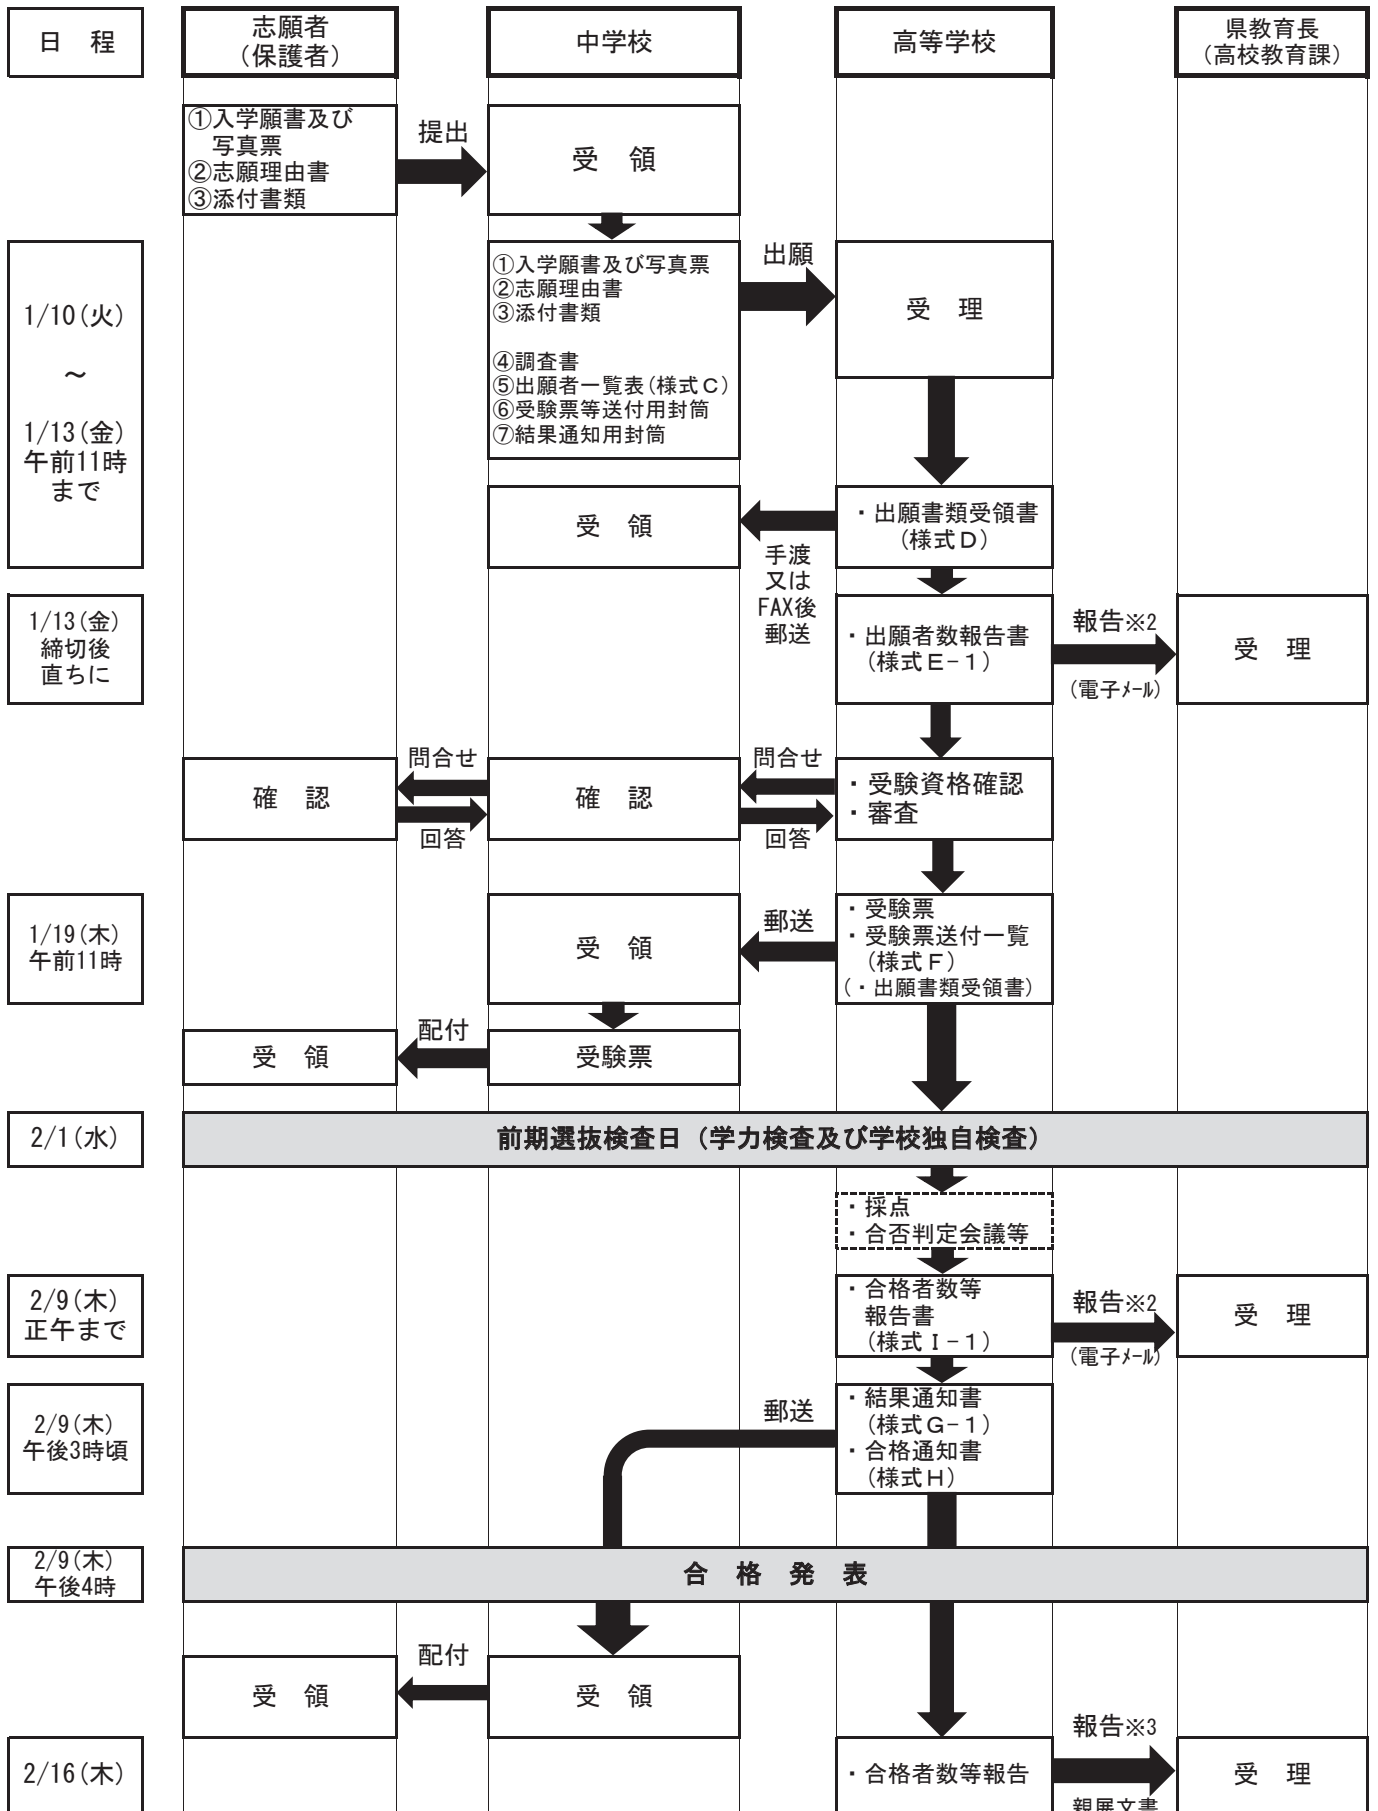 日　程
志願者
（保護者）
中学校
高等学校
県教育長
（高校教育課）
①入学願書及び
写真票
②志願理由書
③添付書類
提出
受　領
1/10(火)
～
1/13(金)
午前11時
まで
①入学願書及び写真票
②志願理由書
③添付書類
④調査書
⑤出願者一覧表(様式Ｃ)
⑥受験票等送付用封筒
⑦結果通知用封筒
出願
受　理
受　領
手渡
又は
FAX後
郵送
・出願書類受領書
（様式Ｄ）
1/13(金)
締切後
直ちに
・出願者数報告書
（様式Ｅ−１）
報告※2
(電子ﾒｰﾙ)
受　理
確　認
問合せ
回答
確　認
問合せ
回答
・受験資格確認
・審査
1/19(木)
午前11時
受　領
郵送
・受験票
・受験票送付一覧
（様式Ｆ）
（・出願書類受領書）
受　領
配付
受験票
2/1(水)
前期選抜検査日（学力検査及び学校独自検査）
・採点
・合否判定会議等
2/9(木)
正午まで
・合格者数等
報告書
（様式Ｉ−１）
報告※2
(電子ﾒｰﾙ)
受　理
2/9(木)
午後3時頃
郵送
・結果通知書
（様式Ｇ−１）
・合格通知書
（様式Ｈ）
2/9(木)
午後4時
合　格　発　表
受　領
配付
受　領
2/16(木)
・合格者数等報告
報告※3
親展文書
受　理